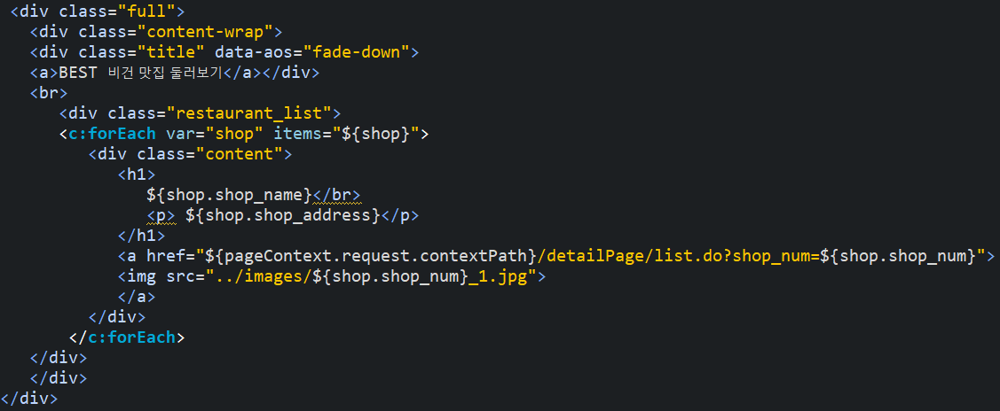 <div class="full">
<div class="content-wrap">
<div class="title" data-aos="fade-down">
<a>BEST 비건 맛집 둘러보기</a></div>
<br>
<div class="restaurant_list">
<c:forEach var="shop" items="${shop}">
<div class="content">
<h1>
${shop.shop_name}</br>
<p> ${shop.shop_address}</p>
</h1>
<a href="${pageContext.request.contextPath}/detailPage/list.do?shop_num=${shop.shop_num}">
<img src="../images/${shop.shop_num}_1.jpg">
</a>
</div>
</c:forEach>
</div>
</div>
</div>